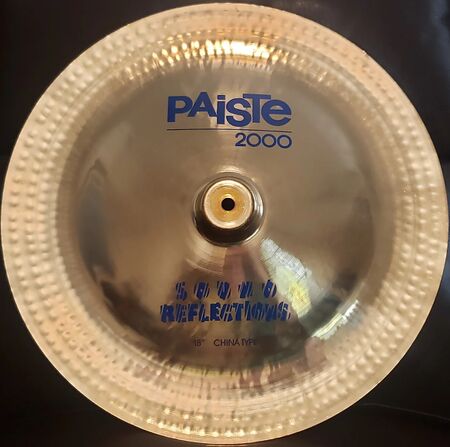 PAiSTe
2000
SOUND
REFLECTIONS
18" CHINA TYPE